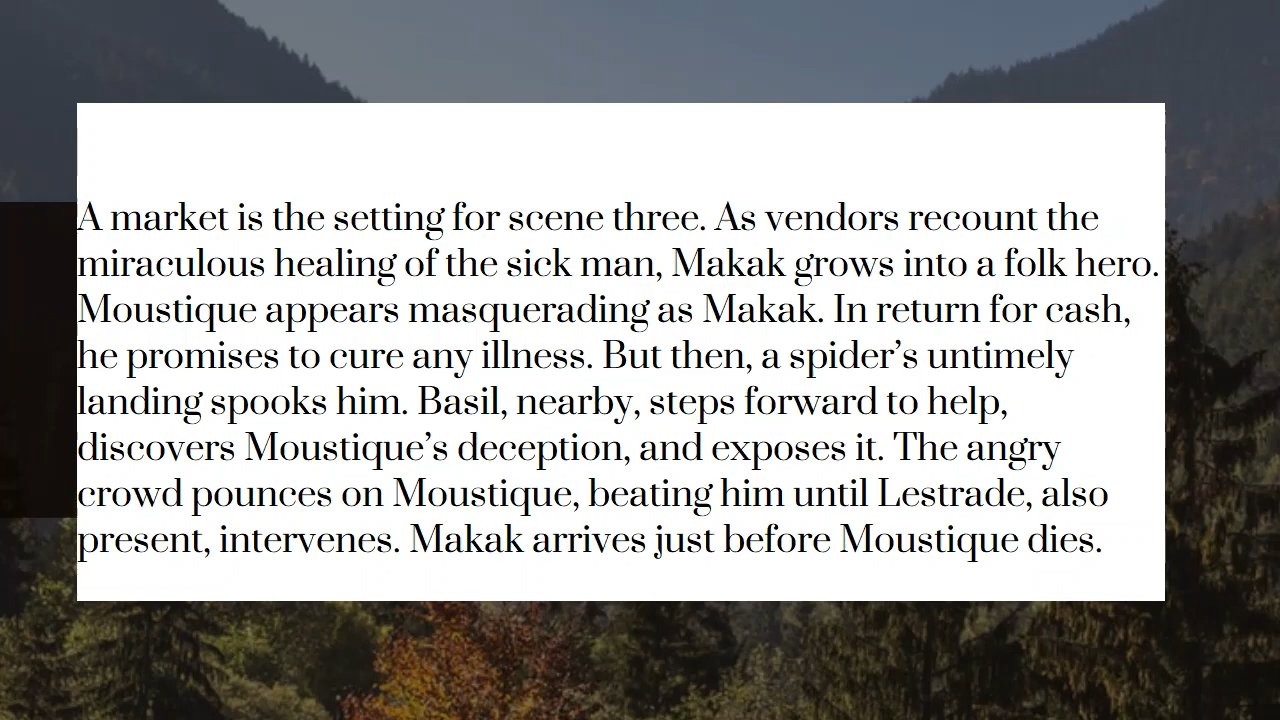 A market is the setting for scene three. As vendors recount the
miraculous healing of the sick man, Makak grows into a folk hero.
Moustique appears masquerading as Makak. In return for cash,
he promises to cure any illness. But then, a spider’s untimely
landing spooks him. Basil, nearby, steps forward to help,
discovers Moustique’s deception, and exposes it. The angry
crowd pounces on Moustique, beating him until Lestrade, also
present, intervenes. Makak arrives just before Moustique dies.